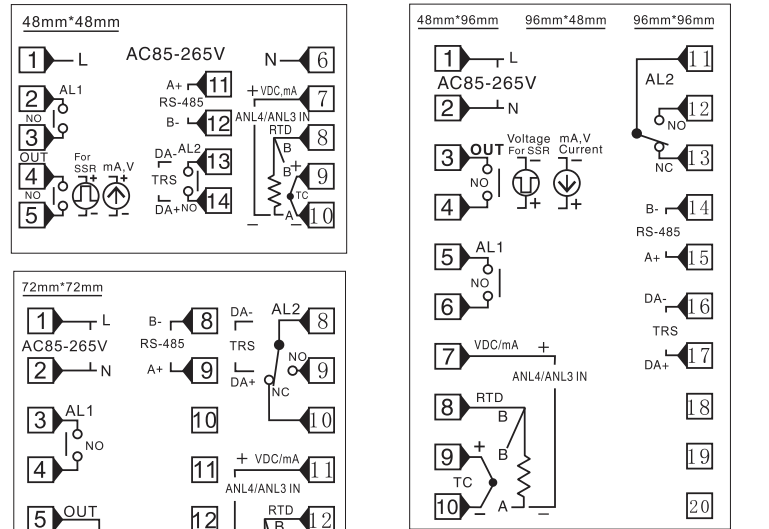 48mm*48mm
1 L AC85-265V N 6
2 AL1 A+ 11 + VDC,mA 7
NO RS-485 ANL4/ANL3 IN
3 B- 12 RTD 8
OUT For SSR + mA,V + DA- AL2 13 B
4 TRS B + 9
NO TC
5 - - DA+ NO 14 - A - 10
72mm*72mm
1 L B- 8 DA- AL2 8
AC85-265V RS-485 TRS NO
2 N A+ 9 DA+ NC 9
3 AL1 10 10
NO
4 11 + VDC/mA 11
ANL4/ANL3 IN
5 OUT 12 RTD B 12
48mm*96mm 96mm*48mm 96mm*96mm
1 L 11
AC85-265V AL2
2 N 12
NO
3 OUT Voltage For SSR - mA,V Current - 13
NO NC
4 + + B- 14
RS-485
5 AL1 A+ 15
NO
6 DA- 16
TRS
7 VDC/mA + DA+ 17
ANL4/ANL3 IN
8 RTD B 18
9 + B 19
TC
10 - A - 20